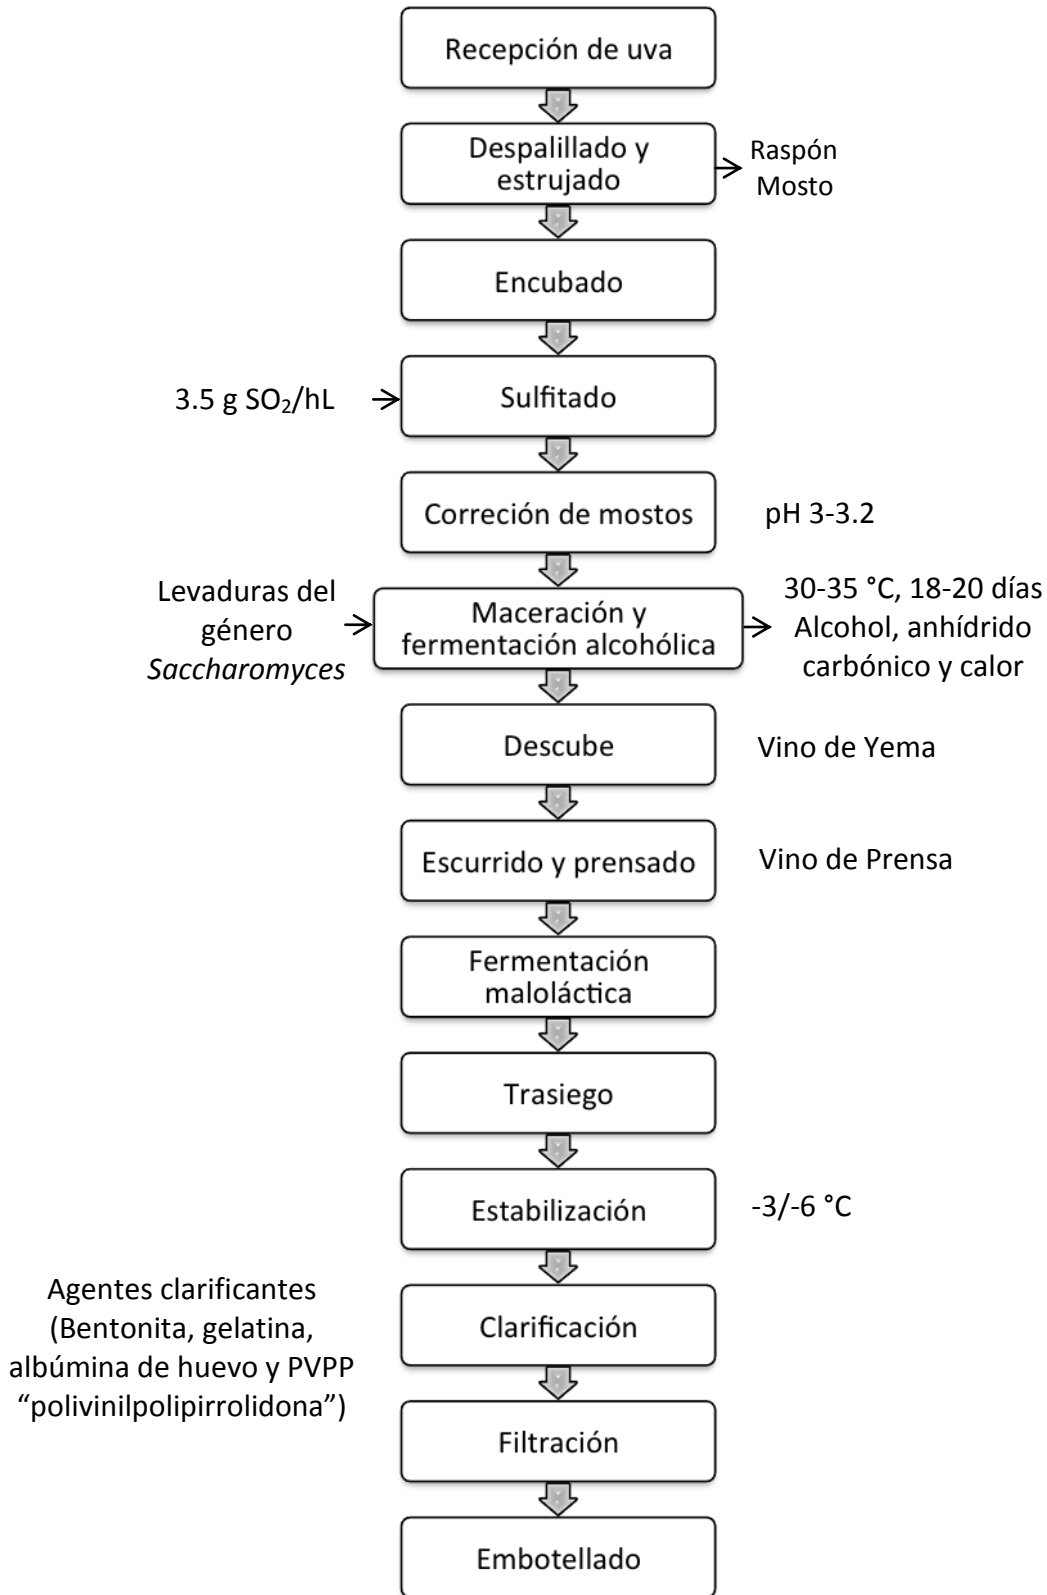 Recepción de uva
Despalillado y
estrujado
Raspón
Mosto
Encubado
3.5 g SO₂/hL
Sulfitado
Correción de mostos
pH 3-3.2
Levaduras del
género
Saccharomyces
Maceración y
fermentación alcohólica
30-35 °C, 18-20 días
Alcohol, anhídrido
carbónico y calor
Descube
Vino de Yema
Escurrido y prensado
Vino de Prensa
Fermentación
maloláctica
Trasiego
Estabilización
-3/-6 °C
Agentes clarificantes
(Bentonita, gelatina,
albúmina de huevo y PVPP
“polivinilpolipirrolidona”)
Clarificación
Filtración
Embotellado